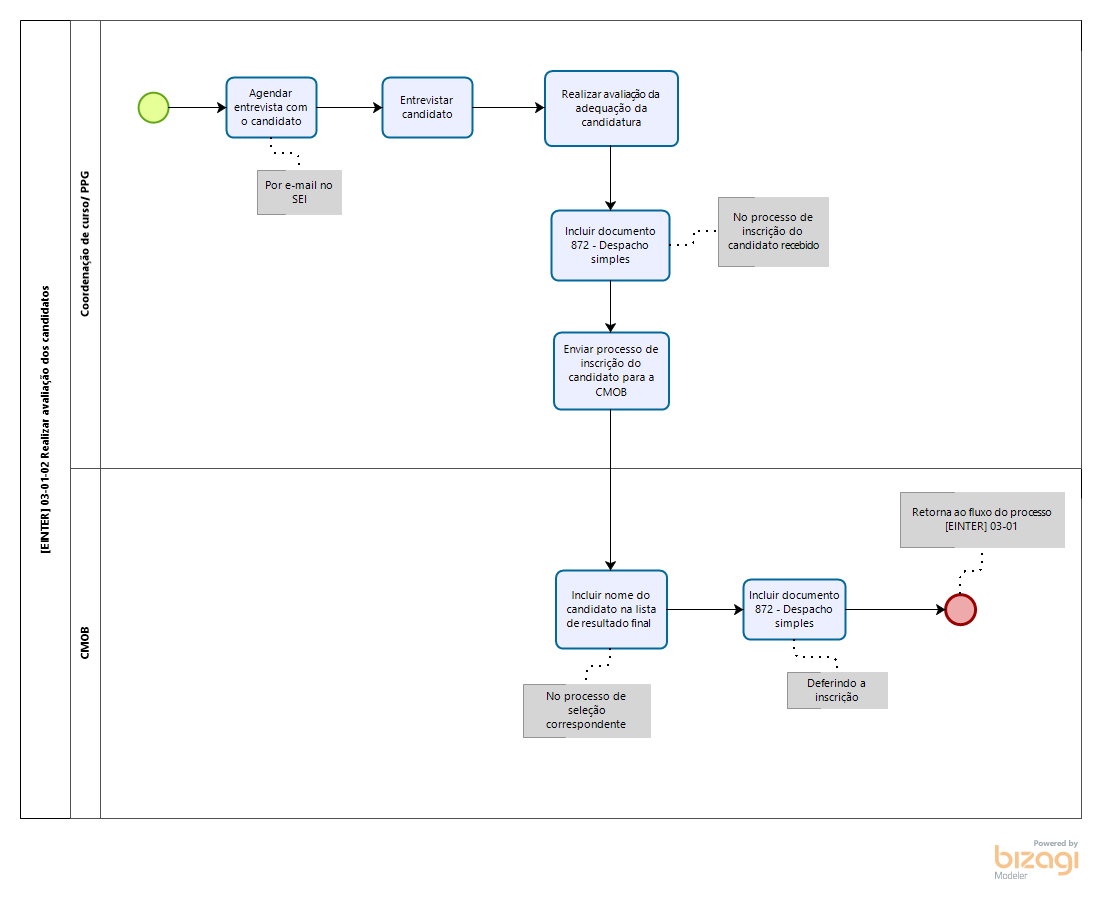 [EINTER] 03-01-02 Realizar avaliação dos candidatos
Coordenação de curso/ PPG
Agendar
entrevista com
o candidato
Entrevistar
candidato
Realizar avaliação da
adequação da
candidatura
Por e-mail no
SEI
Incluir documento
872 - Despacho
simples
No processo de
inscrição do
candidato recebido
Enviar processo de
inscrição do
candidato para a
CMOB
CMOB
Retorna ao fluxo do processo
[EINTER] 03-01
Incluir nome do
candidato na lista
de resultado final
Incluir documento
872 - Despacho
simples
No processo de
seleção
correspondente
Deferindo a
inscrição
Powered by
bizagi
Modeler